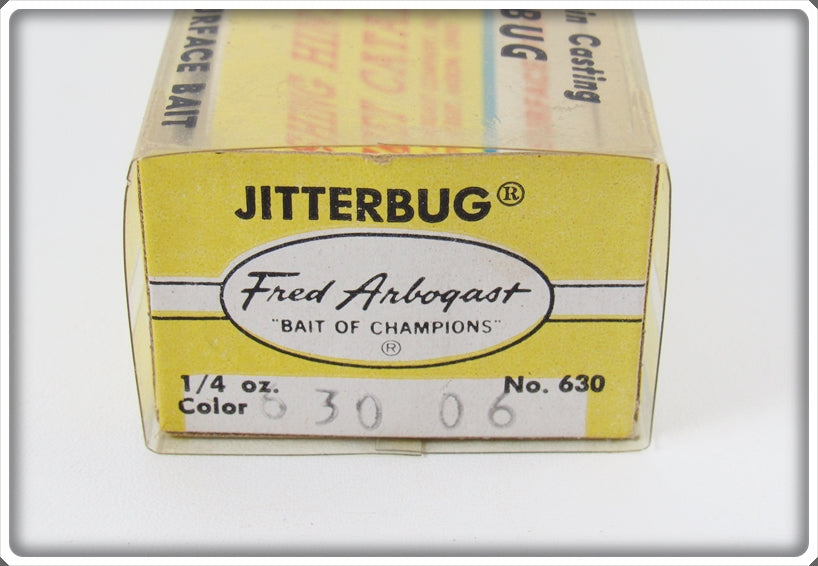 SURFACE BAIT
in Casting
BUG
JITTERBUG®
Fred Arbogast
"BAIT OF CHAMPIONS"
®
1/4 oz. No. 630
Color 630 06